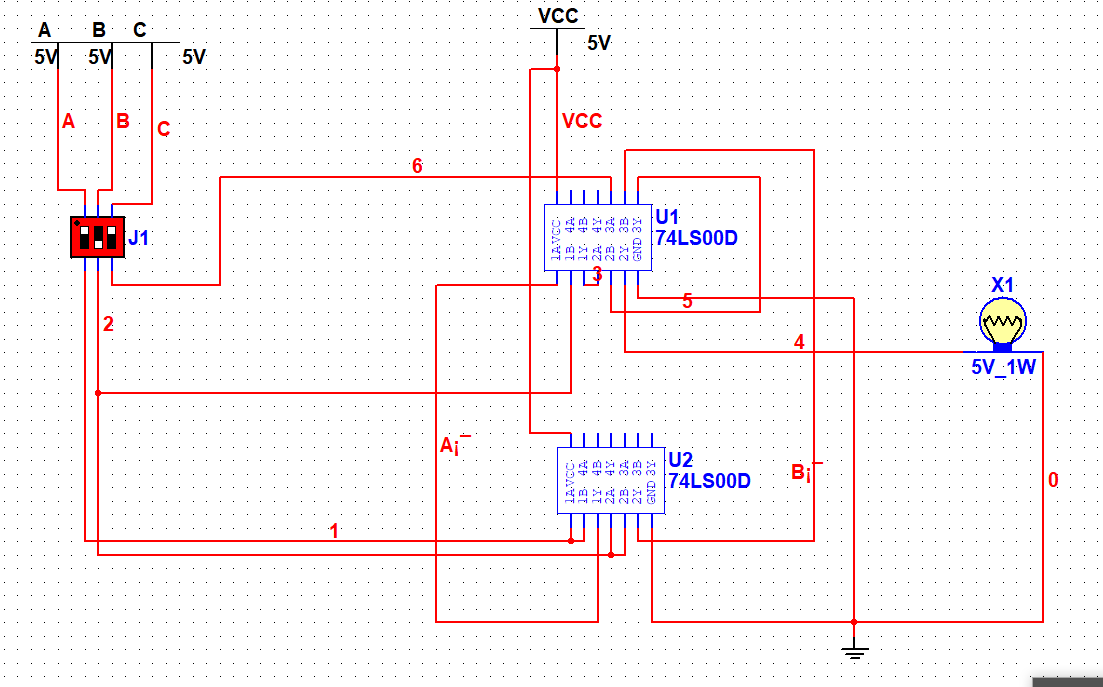 A B C
VCC
5V 5V 5V
5V
A B C
VCC
6
1A VCC
1B 4A
1Y 4B
2A 4Y
2B 3A
2Y 3B
GND 3Y
U1
74LS00D
J1
3
5
X1
2
4
5V_1W
A¡¯
U2
74LS00D
1A VCC
1B 4A
1Y 4B
2A 4Y
2B 3A
2Y 3B
GND 3Y
B¡¯
0
1